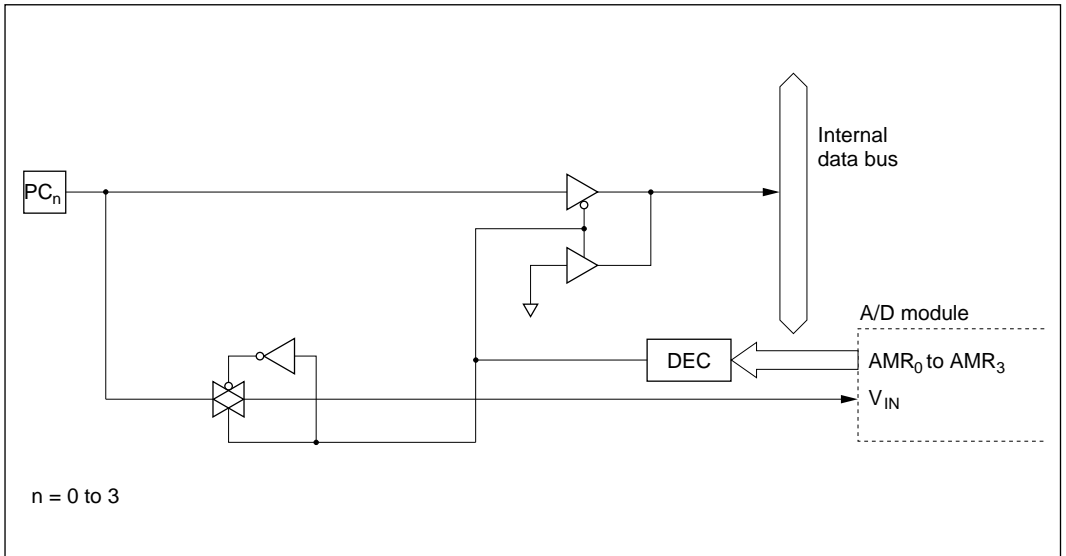 PCn
Internal
data bus
A/D module
DEC
AMR0 to AMR3
VIN
n = 0 to 3